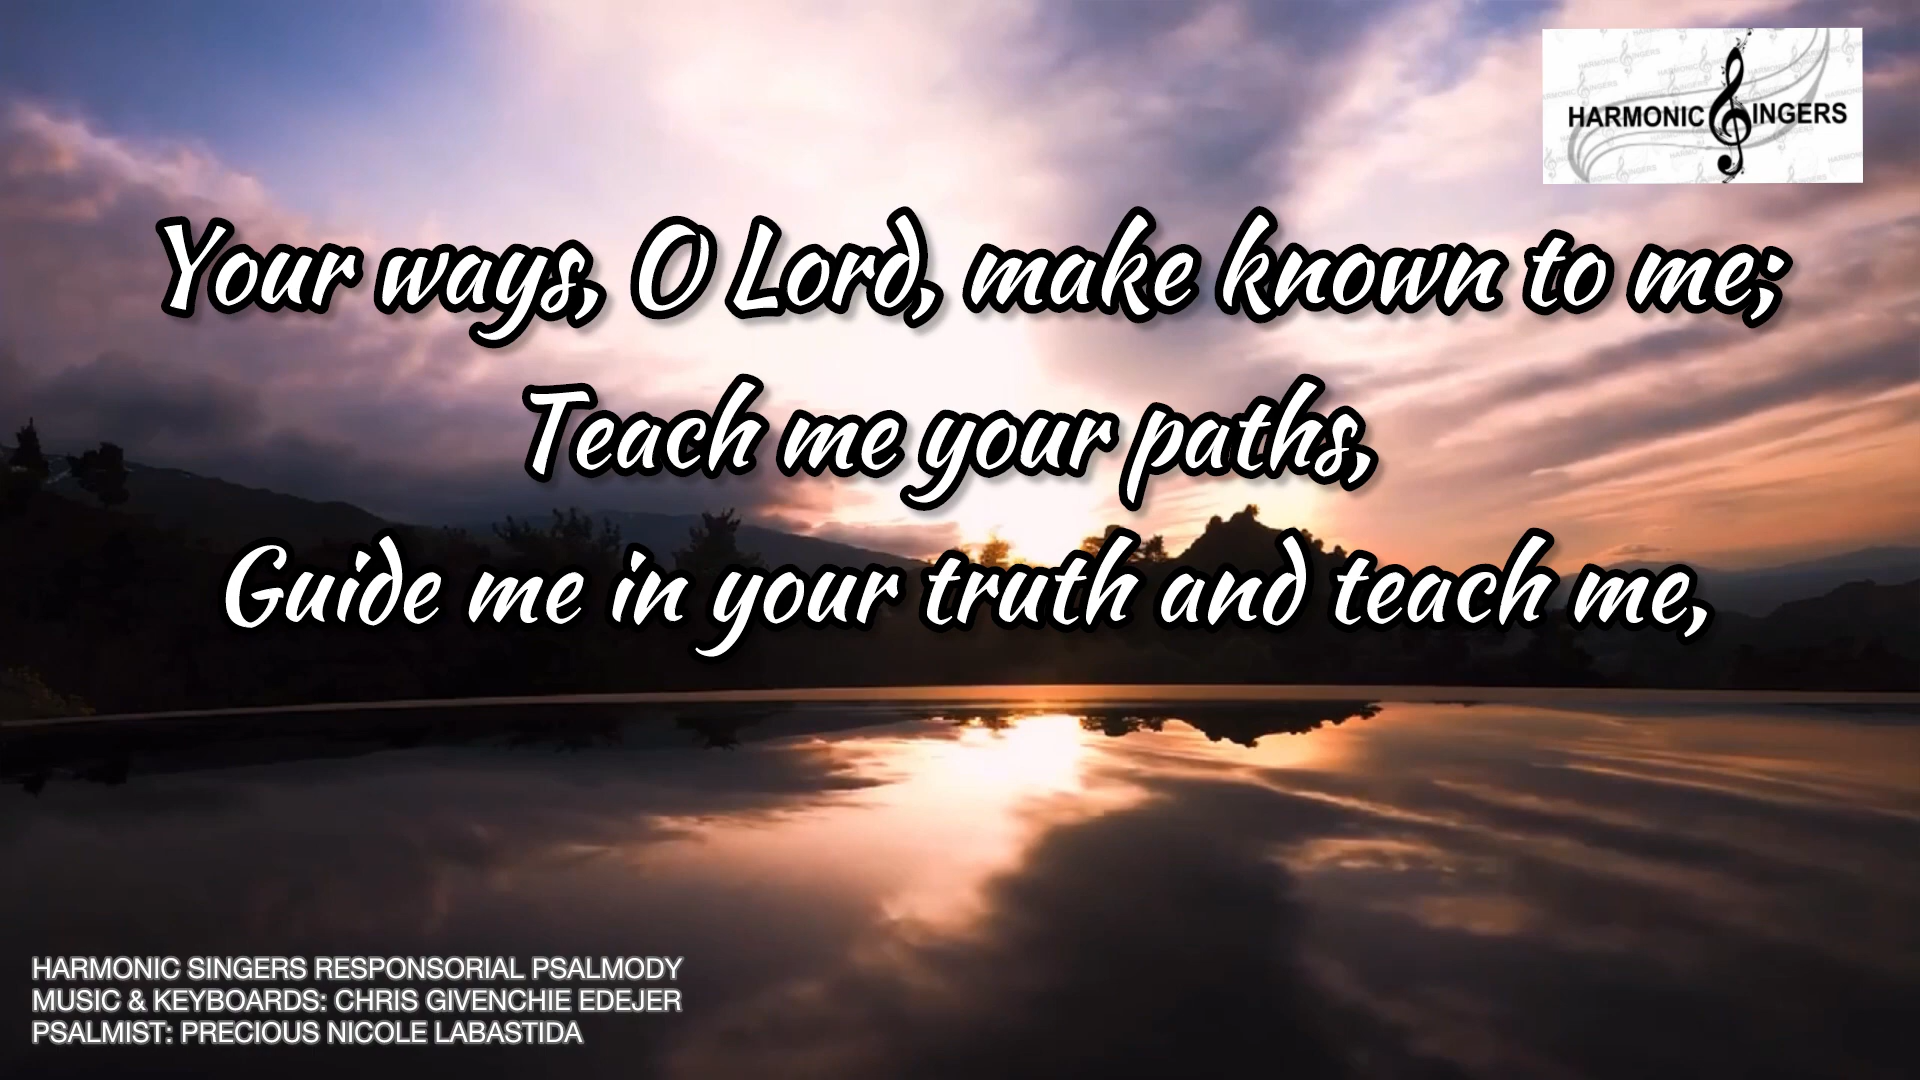 HARMONIC SINGERS
Your ways, O Lord, make known to me;
Teach me your paths,
Guide me in your truth and teach me,
HARMONIC SINGERS RESPONSORIAL PSALMODY
MUSIC & KEYBOARDS: CHRIS GIVENCHIE EDEJER
PSALMIST: PRECIOUS NICOLE LABASTIDA